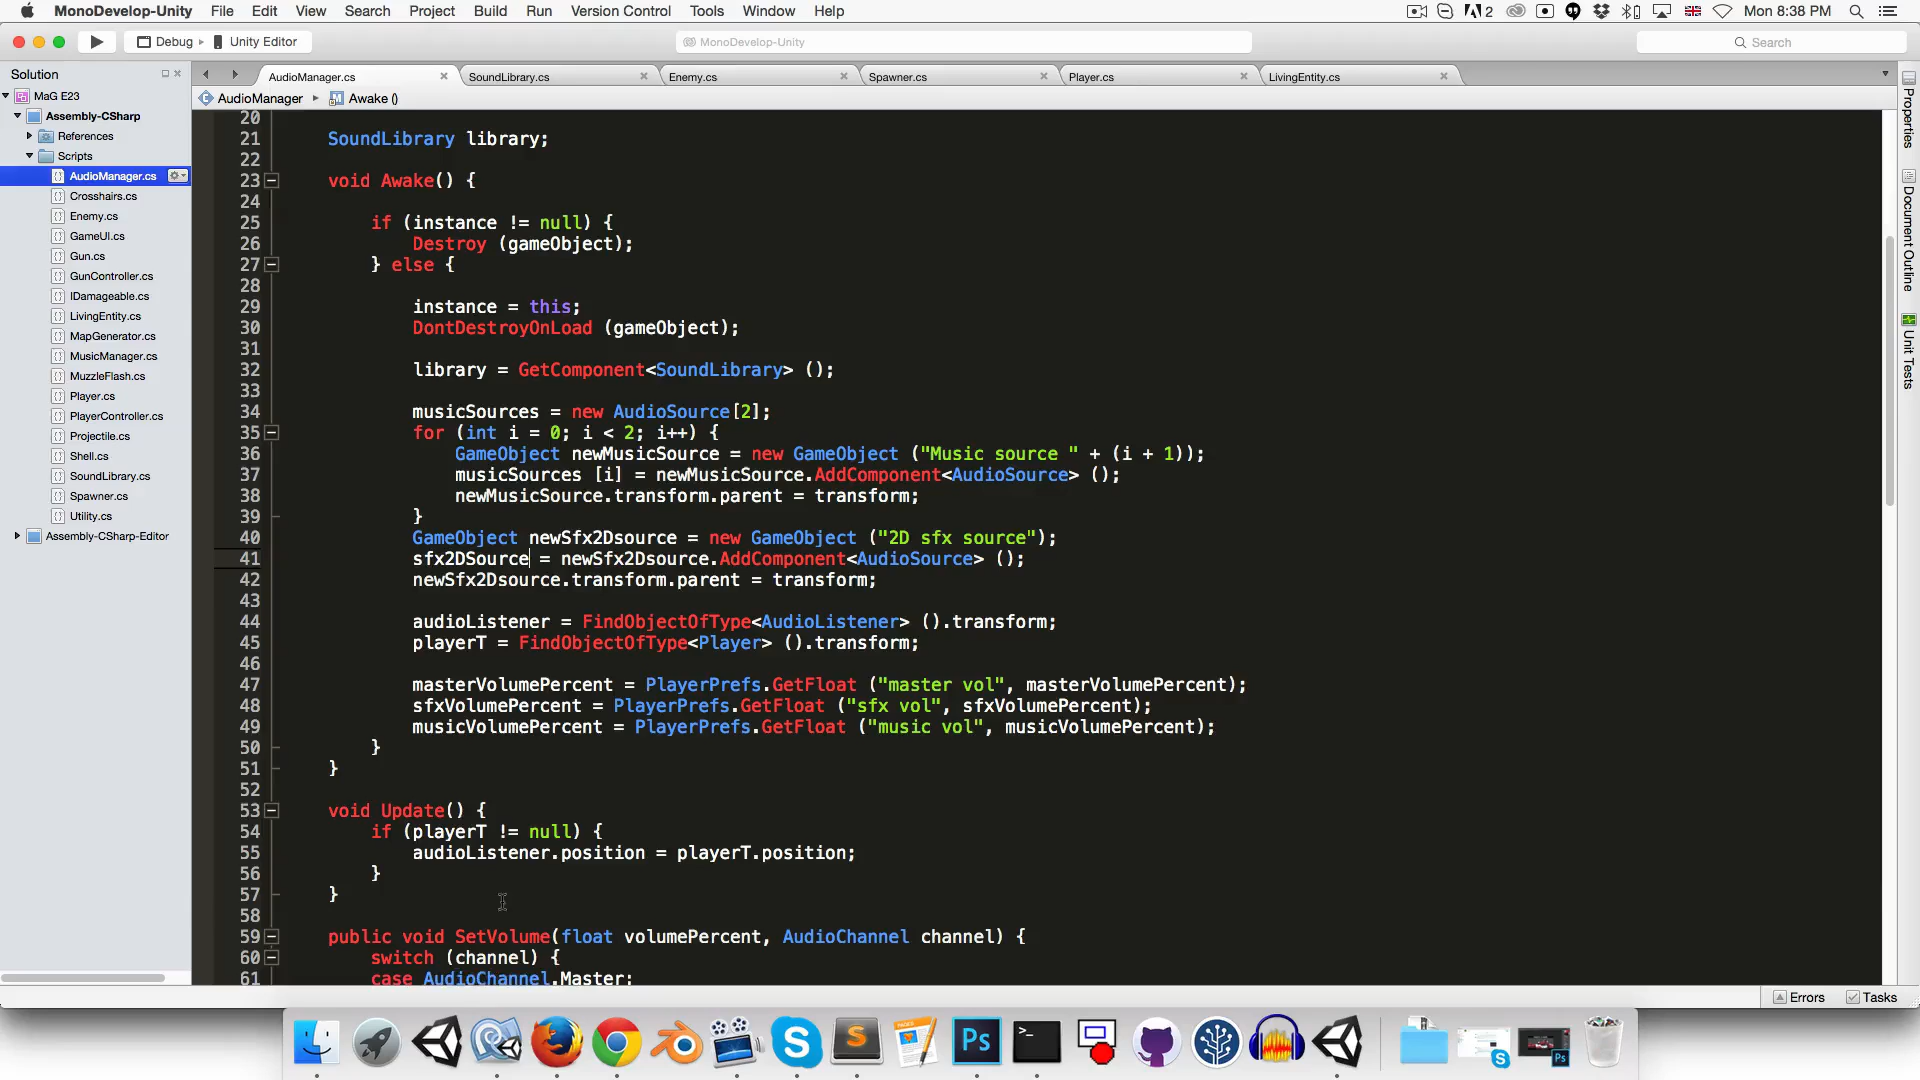 MonoDevelop-Unity File Edit View Search Project Build Run Version Control Tools Window Help 2 Mon 8:38 PM
Debug Unity Editor MonoDevelop-Unity Search
Solution
MaG E23
Assembly-CSharp
References
Scripts
AudioManager.cs
Crosshairs.cs
Enemy.cs
GameUI.cs
Gun.cs
GunController.cs
IDamageable.cs
LivingEntity.cs
MapGenerator.cs
MusicManager.cs
MuzzleFlash.cs
Player.cs
PlayerController.cs
Projectile.cs
Shell.cs
SoundLibrary.cs
Spawner.cs
Utility.cs
Assembly-CSharp-Editor
AudioManager.cs SoundLibrary.cs Enemy.cs Spawner.cs Player.cs LivingEntity.cs
AudioManager Awake ()
20
21 SoundLibrary library;
22
23 void Awake() {
24
25 if (instance != null) {
26 Destroy (gameObject);
27 } else {
28
29 instance = this;
30 DontDestroyOnLoad (gameObject);
31
32 library = GetComponent<SoundLibrary> ();
33
34 musicSources = new AudioSource[2];
35 for (int i = 0; i < 2; i++) {
36 GameObject newMusicSource = new GameObject ("Music source " + (i + 1));
37 musicSources [i] = newMusicSource.AddComponent<AudioSource> ();
38 newMusicSource.transform.parent = transform;
39 }
40 GameObject newSfx2Dsource = new GameObject ("2D sfx source");
41 sfx2DSource = newSfx2Dsource.AddComponent<AudioSource> ();
42 newSfx2Dsource.transform.parent = transform;
43
44 audioListener = FindObjectOfType<AudioListener> ().transform;
45 playerT = FindObjectOfType<Player> ().transform;
46
47 masterVolumePercent = PlayerPrefs.GetFloat ("master vol", masterVolumePercent);
48 sfxVolumePercent = PlayerPrefs.GetFloat ("sfx vol", sfxVolumePercent);
49 musicVolumePercent = PlayerPrefs.GetFloat ("music vol", musicVolumePercent);
50 }
51 }
52
53 void Update() {
54 if (playerT != null) {
55 audioListener.position = playerT.position;
56 }
57 }
58
59 public void SetVolume(float volumePercent, AudioChannel channel) {
60 switch (channel) {
61 case AudioChannel.Master:
Properties
Document Outline
Unit Tests
Errors Tasks
Ps